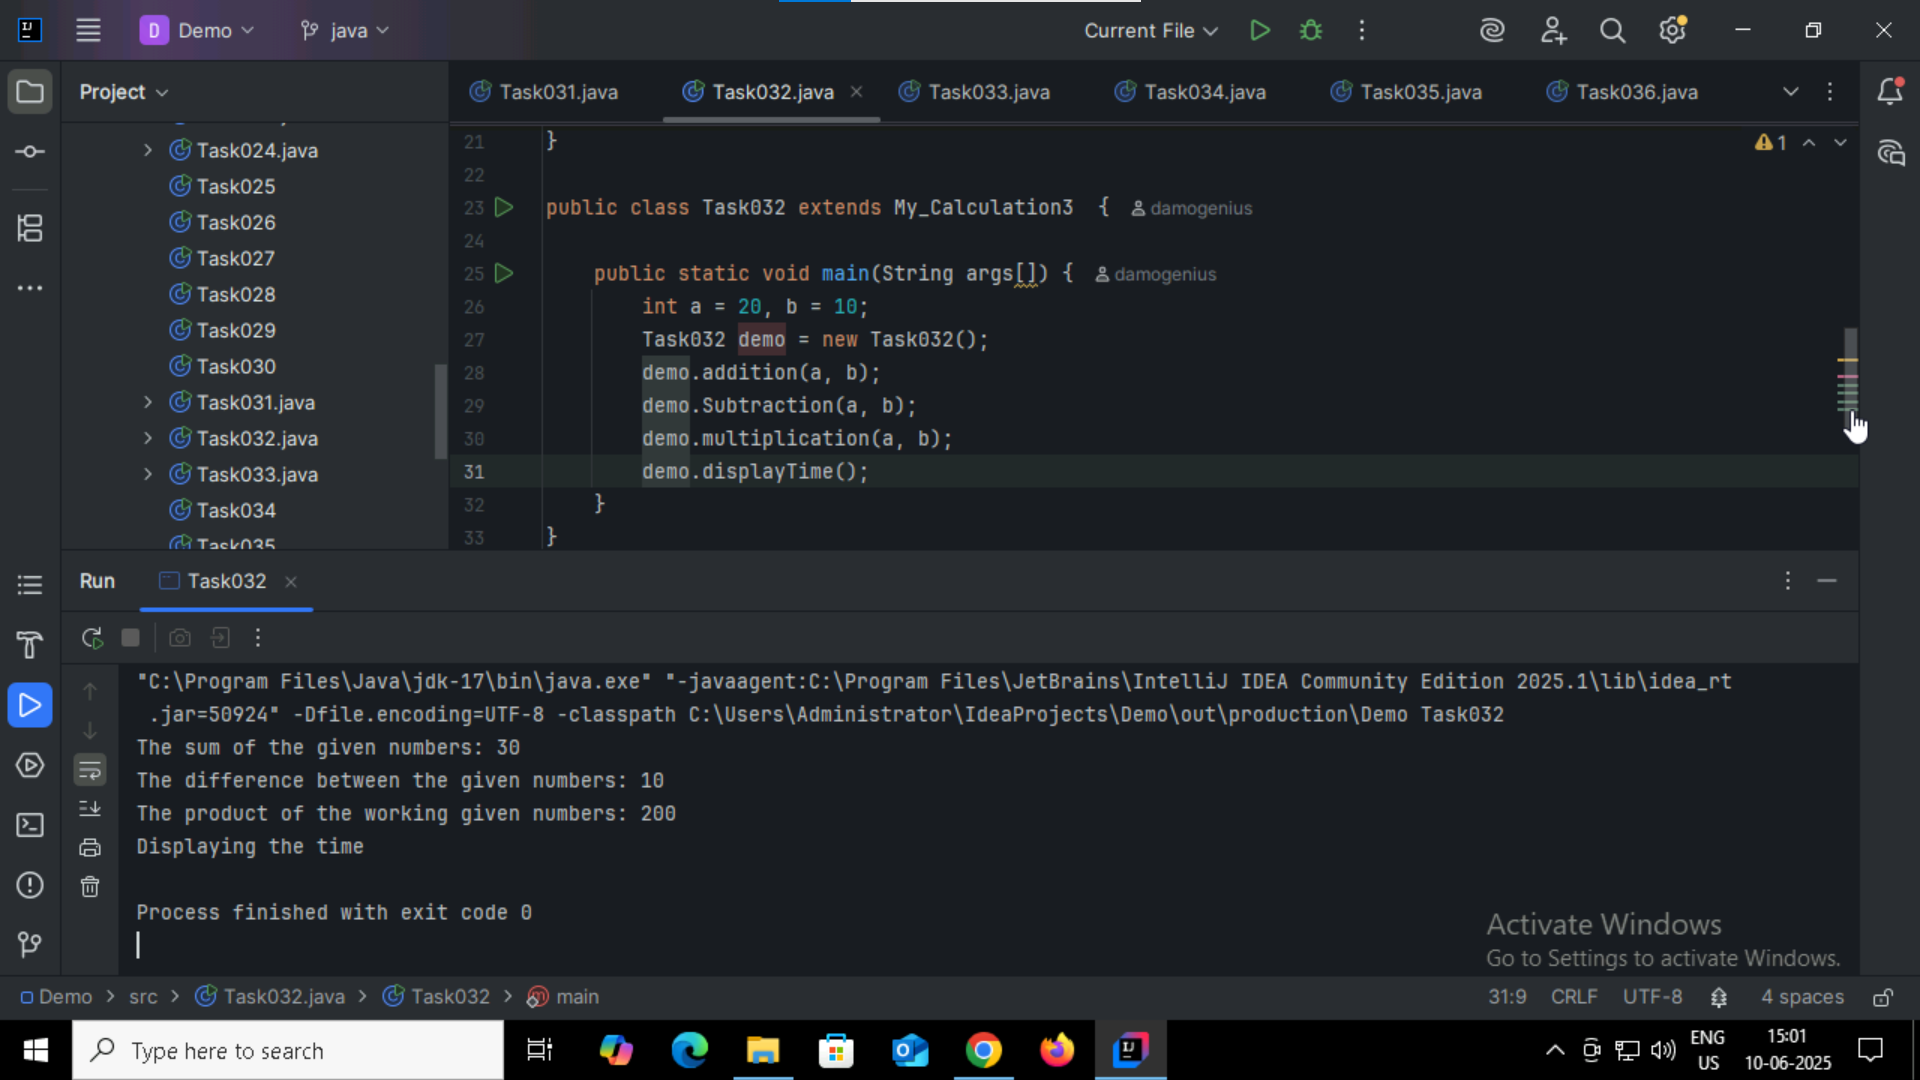 Demo
java
Current File
Project
Task031.java
Task032.java
Task033.java
Task034.java
Task035.java
Task036.java
Task024.java
Task025
Task026
Task027
Task028
Task029
Task030
Task031.java
Task032.java
Task033.java
Task034
Task035
21 }
22
23 public class Task032 extends My_Calculation3 { damogenius
24
25 public static void main(String args[]) { damogenius
26 int a = 20, b = 10;
27 Task032 demo = new Task032();
28 demo.addition(a, b);
29 demo.Subtraction(a, b);
30 demo.multiplication(a, b);
31 demo.displayTime();
32 }
33 }
1
Run
Task032
"C:\Program Files\Java\jdk-17\bin\java.exe" "-javaagent:C:\Program Files\JetBrains\IntelliJ IDEA Community Edition 2025.1\lib\idea_rt
.jar=50924" -Dfile.encoding=UTF-8 -classpath C:\Users\Administrator\IdeaProjects\Demo\out\production\Demo Task032
The sum of the given numbers: 30
The difference between the given numbers: 10
The product of the working given numbers: 200
Displaying the time
Process finished with exit code 0
Activate Windows
Go to Settings to activate Windows.
Demo > src > Task032.java > Task032 > main
31:9 CRLF UTF-8 4 spaces
Type here to search
ENG
US
15:01
10-06-2025